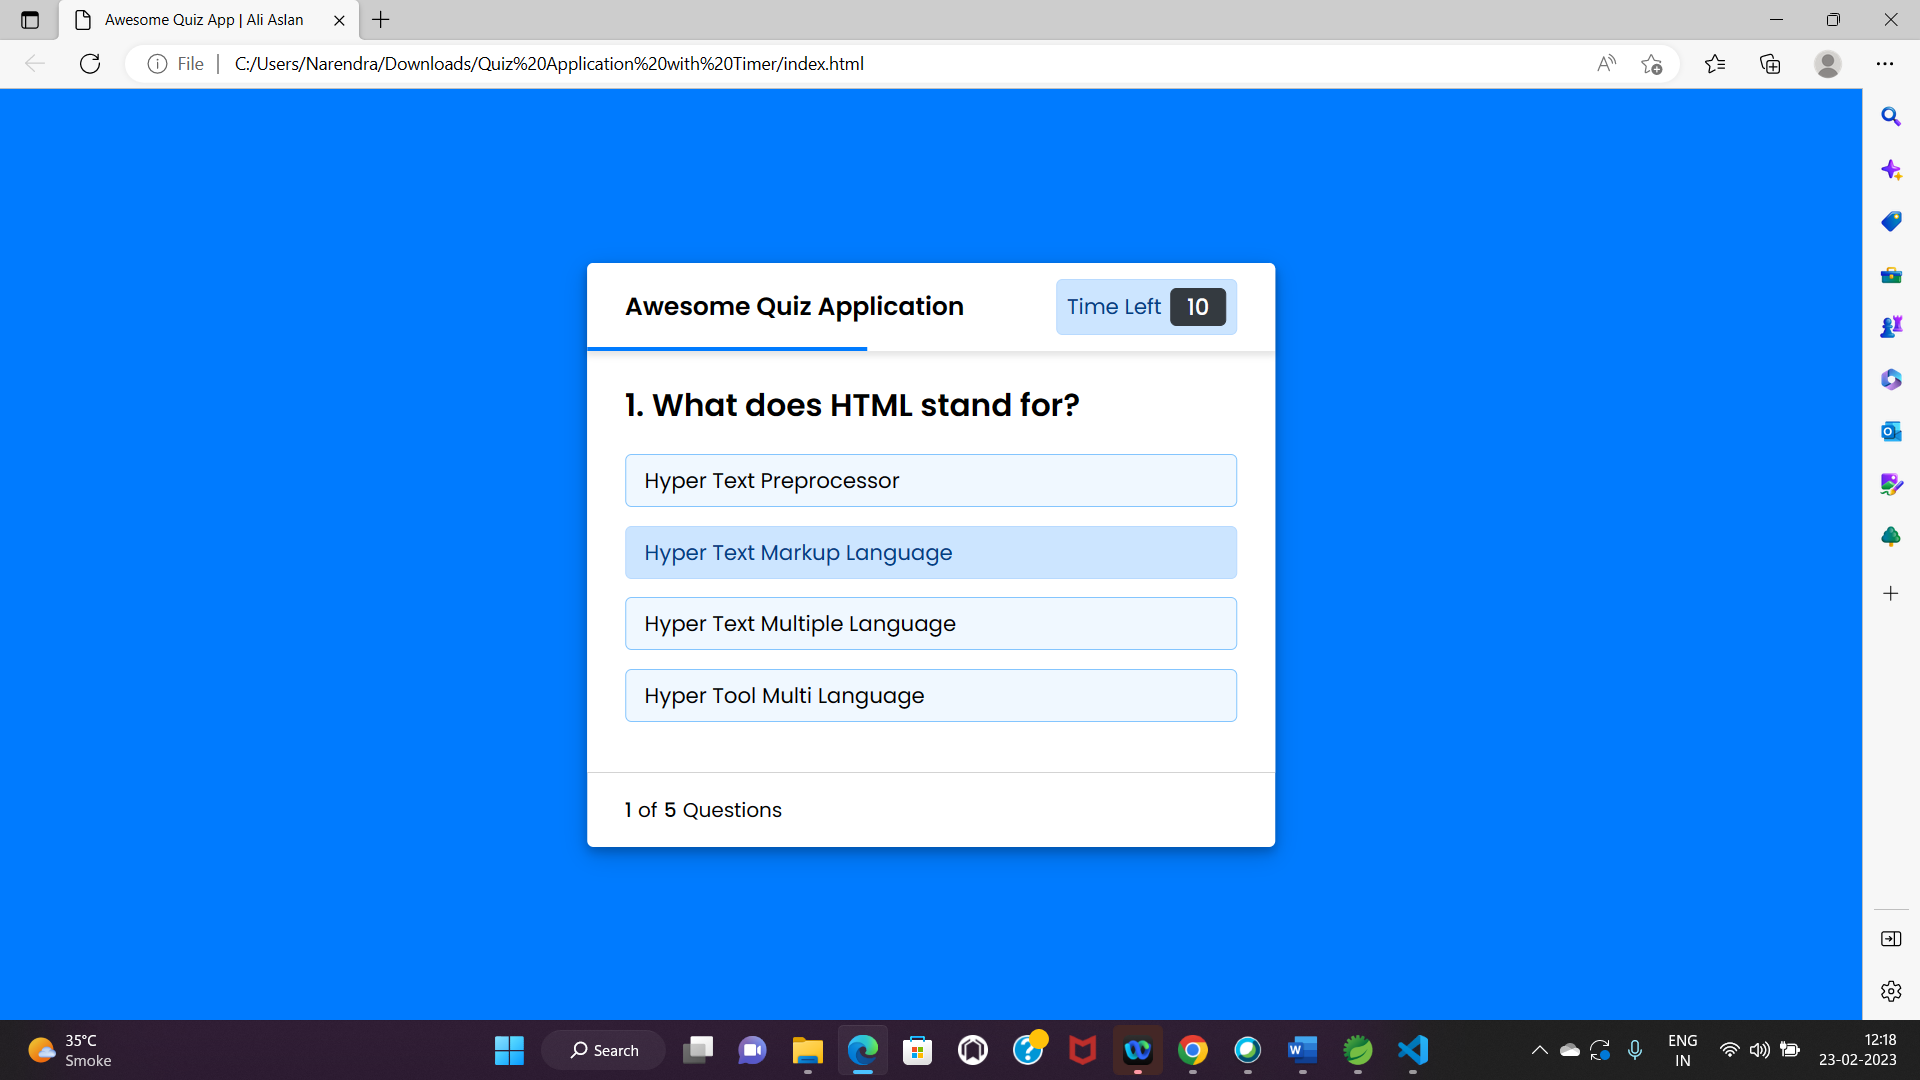 Awesome Quiz App | Ali Aslan
File
C:/Users/Narendra/Downloads/Quiz%20Application%20with%20Timer/index.html
Awesome Quiz Application
Time Left 10
1. What does HTML stand for?
Hyper Text Preprocessor
Hyper Text Markup Language
Hyper Text Multiple Language
Hyper Tool Multi Language
1 of 5 Questions
35°C
Smoke
Search
ENG
IN
12:18
23-02-2023